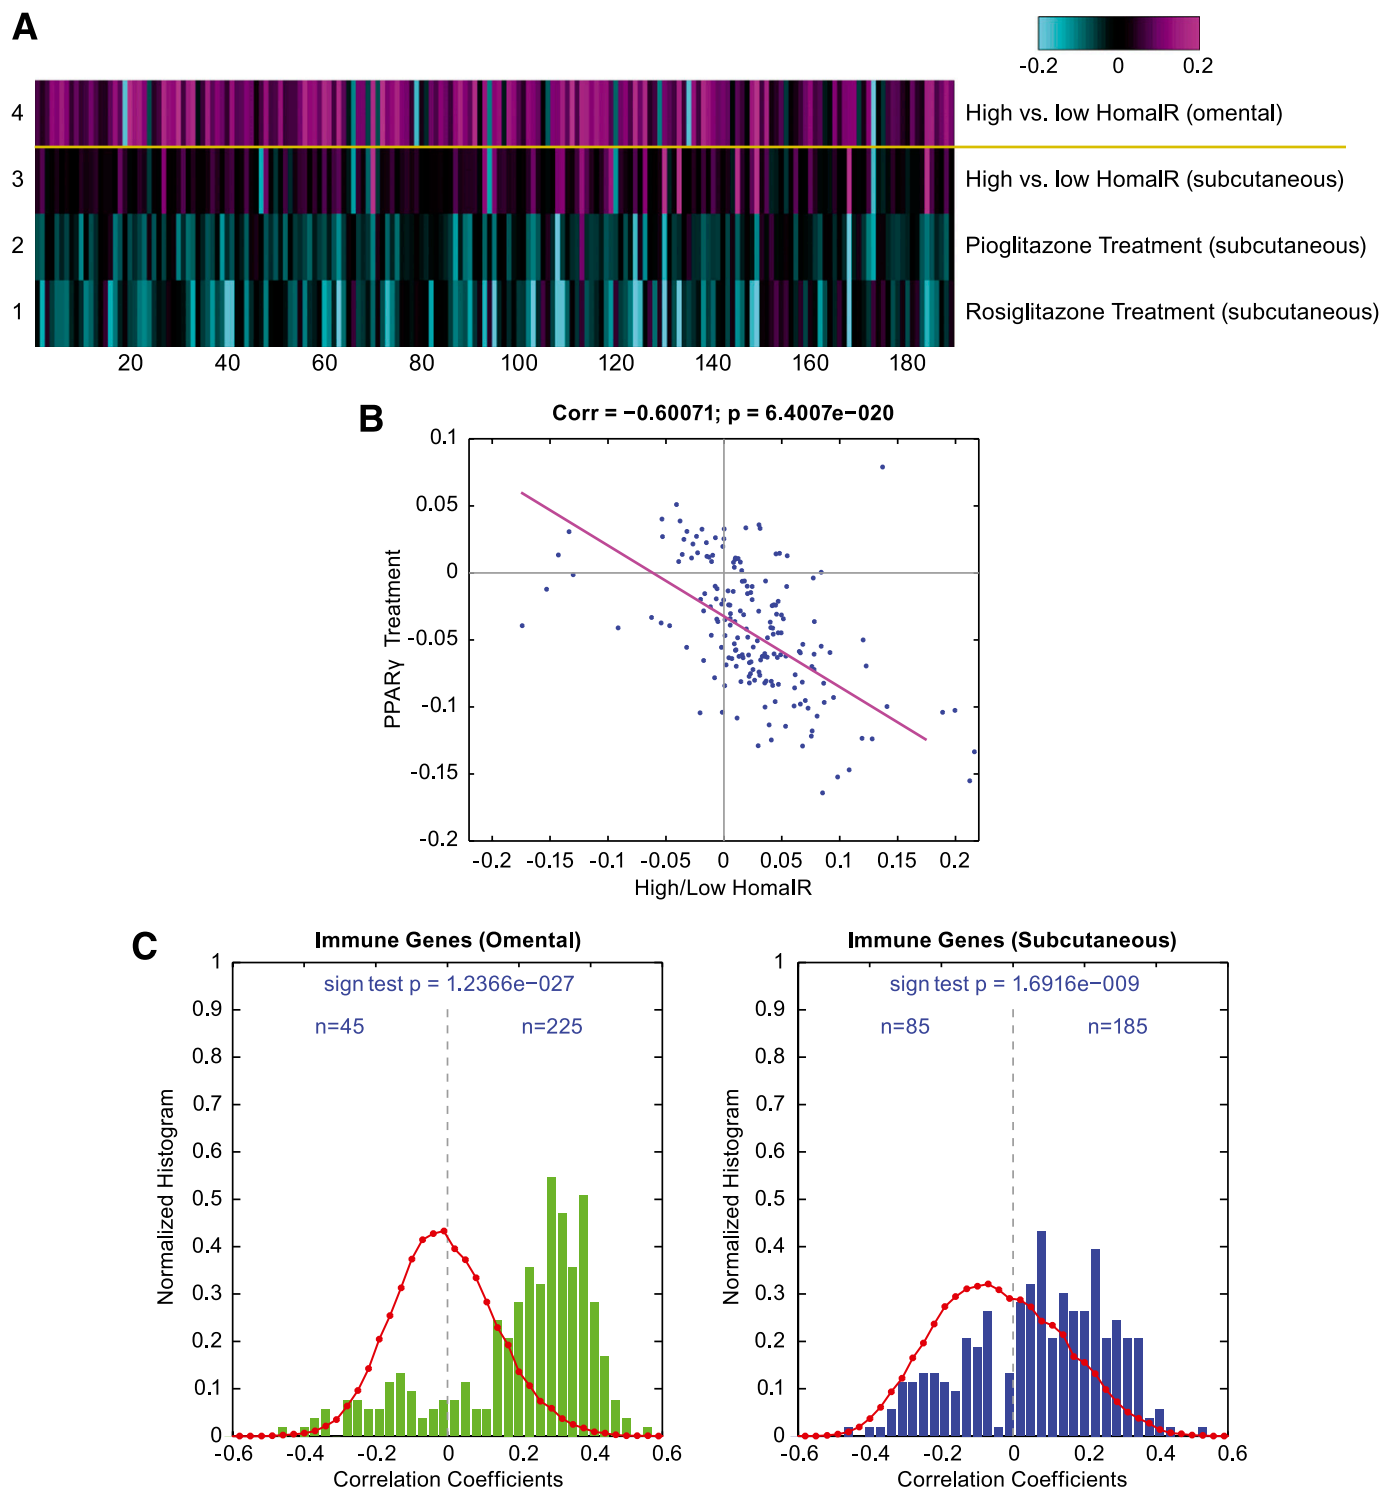 A
-0.2 0 0.2
4 High vs. low HomaIR (omental)
3 High vs. low HomaIR (subcutaneous)
2 Pioglitazone Treatment (subcutaneous)
1 Rosiglitazone Treatment (subcutaneous)
20 40 60 80 100 120 140 160 180
B
Corr = −0.60071; p = 6.4007e−020
0.1
0.05
0
-0.05
-0.1
-0.15
-0.2
PPARγ Treatment
-0.2 -0.15 -0.1 -0.05 0 0.05 0.1 0.15 0.2
High/Low HomaIR
C
Immune Genes (Omental)
sign test p = 1.2366e−027
n=45 n=225
1
0.9
0.8
0.7
0.6
0.5
0.4
0.3
0.2
0.1
0
Normalized Histogram
-0.6 -0.4 -0.2 0 0.2 0.4 0.6
Correlation Coefficients
Immune Genes (Subcutaneous)
sign test p = 1.6916e−009
n=85 n=185
1
0.9
0.8
0.7
0.6
0.5
0.4
0.3
0.2
0.1
0
Normalized Histogram
-0.6 -0.4 -0.2 0 0.2 0.4 0.6
Correlation Coefficients